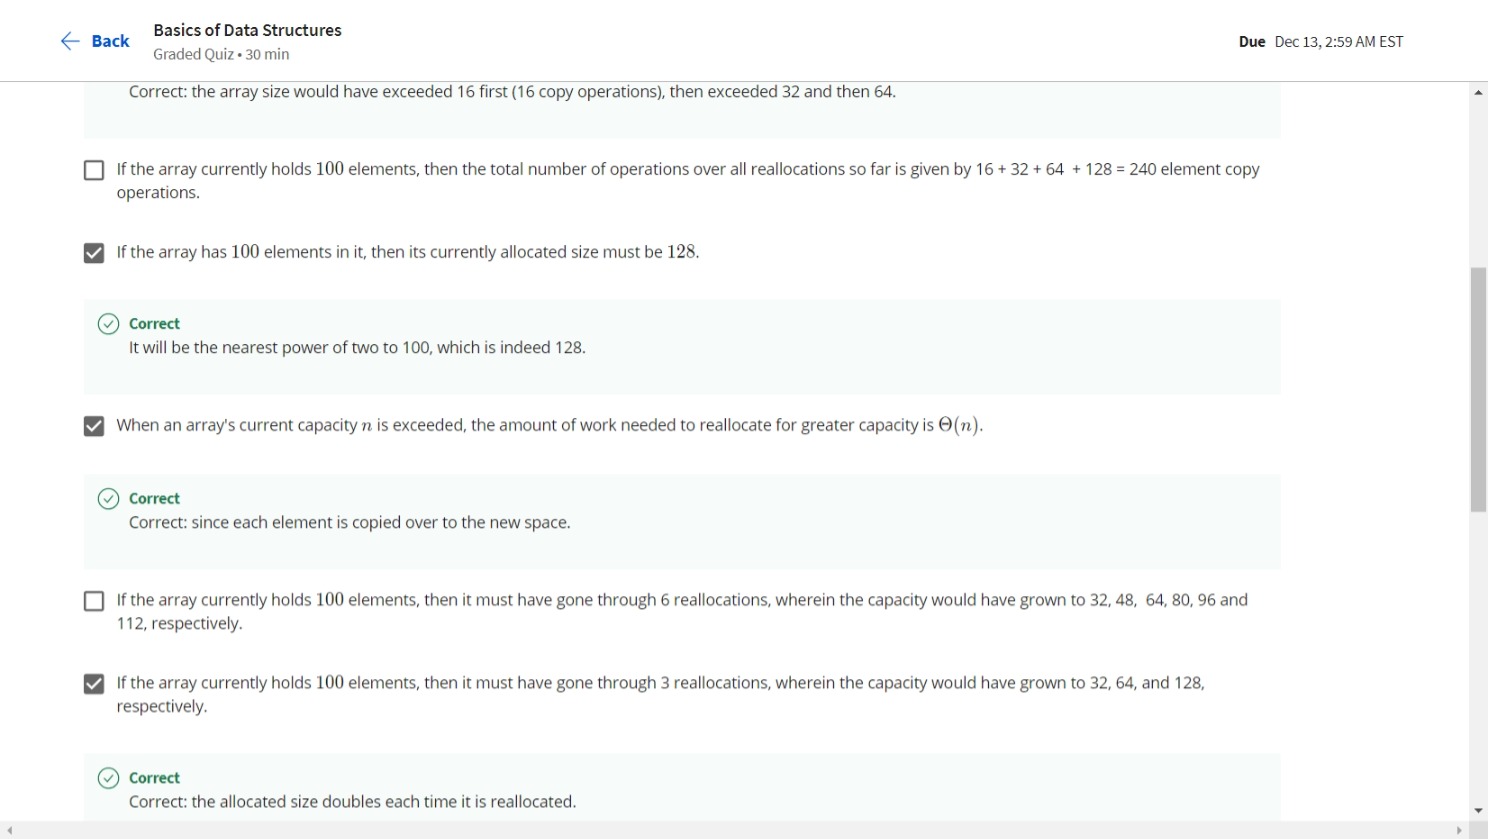 Back
Basics of Data Structures
Graded Quiz • 30 min
Due Dec 13, 2:59 AM EST
Correct: the array size would have exceeded 16 first (16 copy operations), then exceeded 32 and then 64.
If the array currently holds 100 elements, then the total number of operations over all reallocations so far is given by 16 + 32 + 64 + 128 = 240 element copy
operations.
If the array has 100 elements in it, then its currently allocated size must be 128.
Correct
It will be the nearest power of two to 100, which is indeed 128.
When an array's current capacity n is exceeded, the amount of work needed to reallocate for greater capacity is Θ(n).
Correct
Correct: since each element is copied over to the new space.
If the array currently holds 100 elements, then it must have gone through 6 reallocations, wherein the capacity would have grown to 32, 48, 64, 80, 96 and
112, respectively.
If the array currently holds 100 elements, then it must have gone through 3 reallocations, wherein the capacity would have grown to 32, 64, and 128,
respectively.
Correct
Correct: the allocated size doubles each time it is reallocated.